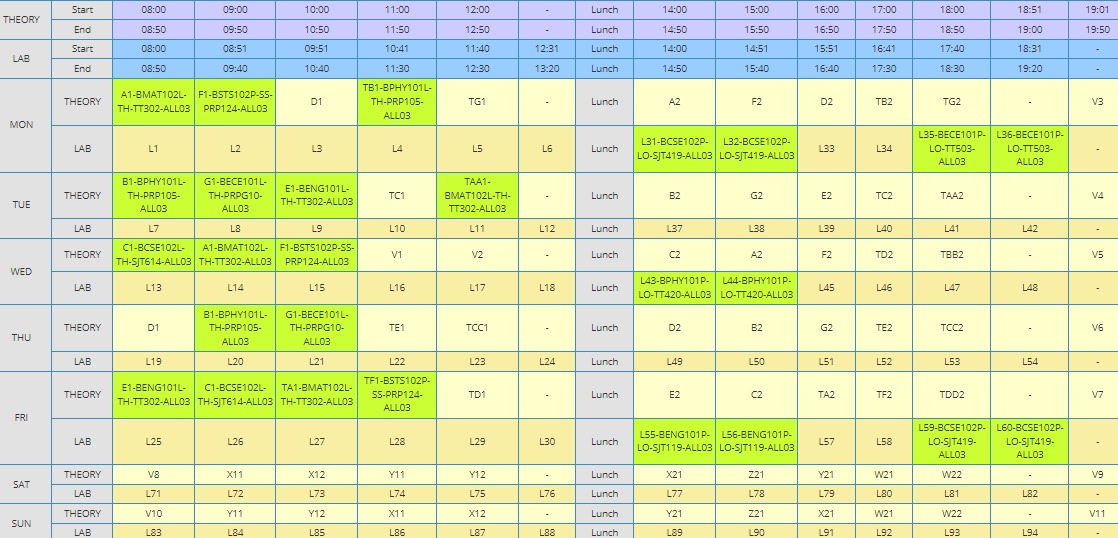 THEORY Start 08:00 09:00 10:00 11:00 12:00 - Lunch 14:00 15:00 16:00 17:00 18:00 18:51 19:01
End 08:50 09:50 10:50 11:50 12:50 - Lunch 14:50 15:50 16:50 17:50 18:50 19:00 19:50
LAB Start 08:00 08:51 09:51 10:41 11:40 12:31 Lunch 14:00 14:51 15:51 16:41 17:40 18:31 -
End 08:50 09:40 10:40 11:30 12:30 13:20 Lunch 14:50 15:40 16:40 17:30 18:30 19:20 -
MON THEORY A1-BMAT102L-TH-TT302-ALL03 F1-BSTS102P-SS-PRP124-ALL03 D1 TB1-BPHY101L-TH-PRP105-ALL03 TG1 - Lunch A2 F2 D2 TB2 TG2 - V3
LAB L1 L2 L3 L4 L5 L6 Lunch L31-BCSE102P-LO-SJT419-ALL03 L32-BCSE102P-LO-SJT419-ALL03 L33 L34 L35-BECE101P-LO-TT503-ALL03 L36-BECE101P-LO-TT503-ALL03 -
TUE THEORY B1-BPHY101L-TH-PRP105-ALL03 G1-BECE101L-TH-PRPG10-ALL03 E1-BENG101L-TH-TT302-ALL03 TC1 TAA1-BMAT102L-TH-TT302-ALL03 - Lunch B2 G2 E2 TC2 TAA2 - V4
LAB L7 L8 L9 L10 L11 L12 Lunch L37 L38 L39 L40 L41 L42 -
WED THEORY C1-BCSE102L-TH-SJT614-ALL03 A1-BMAT102L-TH-TT302-ALL03 F1-BSTS102P-SS-PRP124-ALL03 V1 V2 - Lunch C2 A2 F2 TD2 TBB2 - V5
LAB L13 L14 L15 L16 L17 L18 Lunch L43-BPHY101P-LO-TT420-ALL03 L44-BPHY101P-LO-TT420-ALL03 L45 L46 L47 L48 -
THU THEORY D1 B1-BPHY101L-TH-PRP105-ALL03 G1-BECE101L-TH-PRPG10-ALL03 TE1 TCC1 - Lunch D2 B2 G2 TE2 TCC2 - V6
LAB L19 L20 L21 L22 L23 L24 Lunch L49 L50 L51 L52 L53 L54 -
FRI THEORY E1-BENG101L-TH-TT302-ALL03 C1-BCSE102L-TH-SJT614-ALL03 TA1-BMAT102L-TH-TT302-ALL03 TF1-BSTS102P-SS-PRP124-ALL03 TD1 - Lunch E2 C2 TA2 TF2 TDD2 - V7
LAB L25 L26 L27 L28 L29 L30 Lunch L55-BENG101P-LO-SJT119-ALL03 L56-BENG101P-LO-SJT119-ALL03 L57 L58 L59-BCSE102P-LO-SJT419-ALL03 L60-BCSE102P-LO-SJT419-ALL03 -
SAT THEORY V8 X11 X12 Y11 Y12 - Lunch X21 Z21 Y21 W21 W22 - V9
LAB L71 L72 L73 L74 L75 L76 Lunch L77 L78 L79 L80 L81 L82 -
SUN THEORY V10 Y11 Y12 X11 X12 - Lunch Y21 Z21 X21 W21 W22 - V11
LAB L83 L84 L85 L86 L87 L88 Lunch L89 L90 L91 L92 L93 L94 -